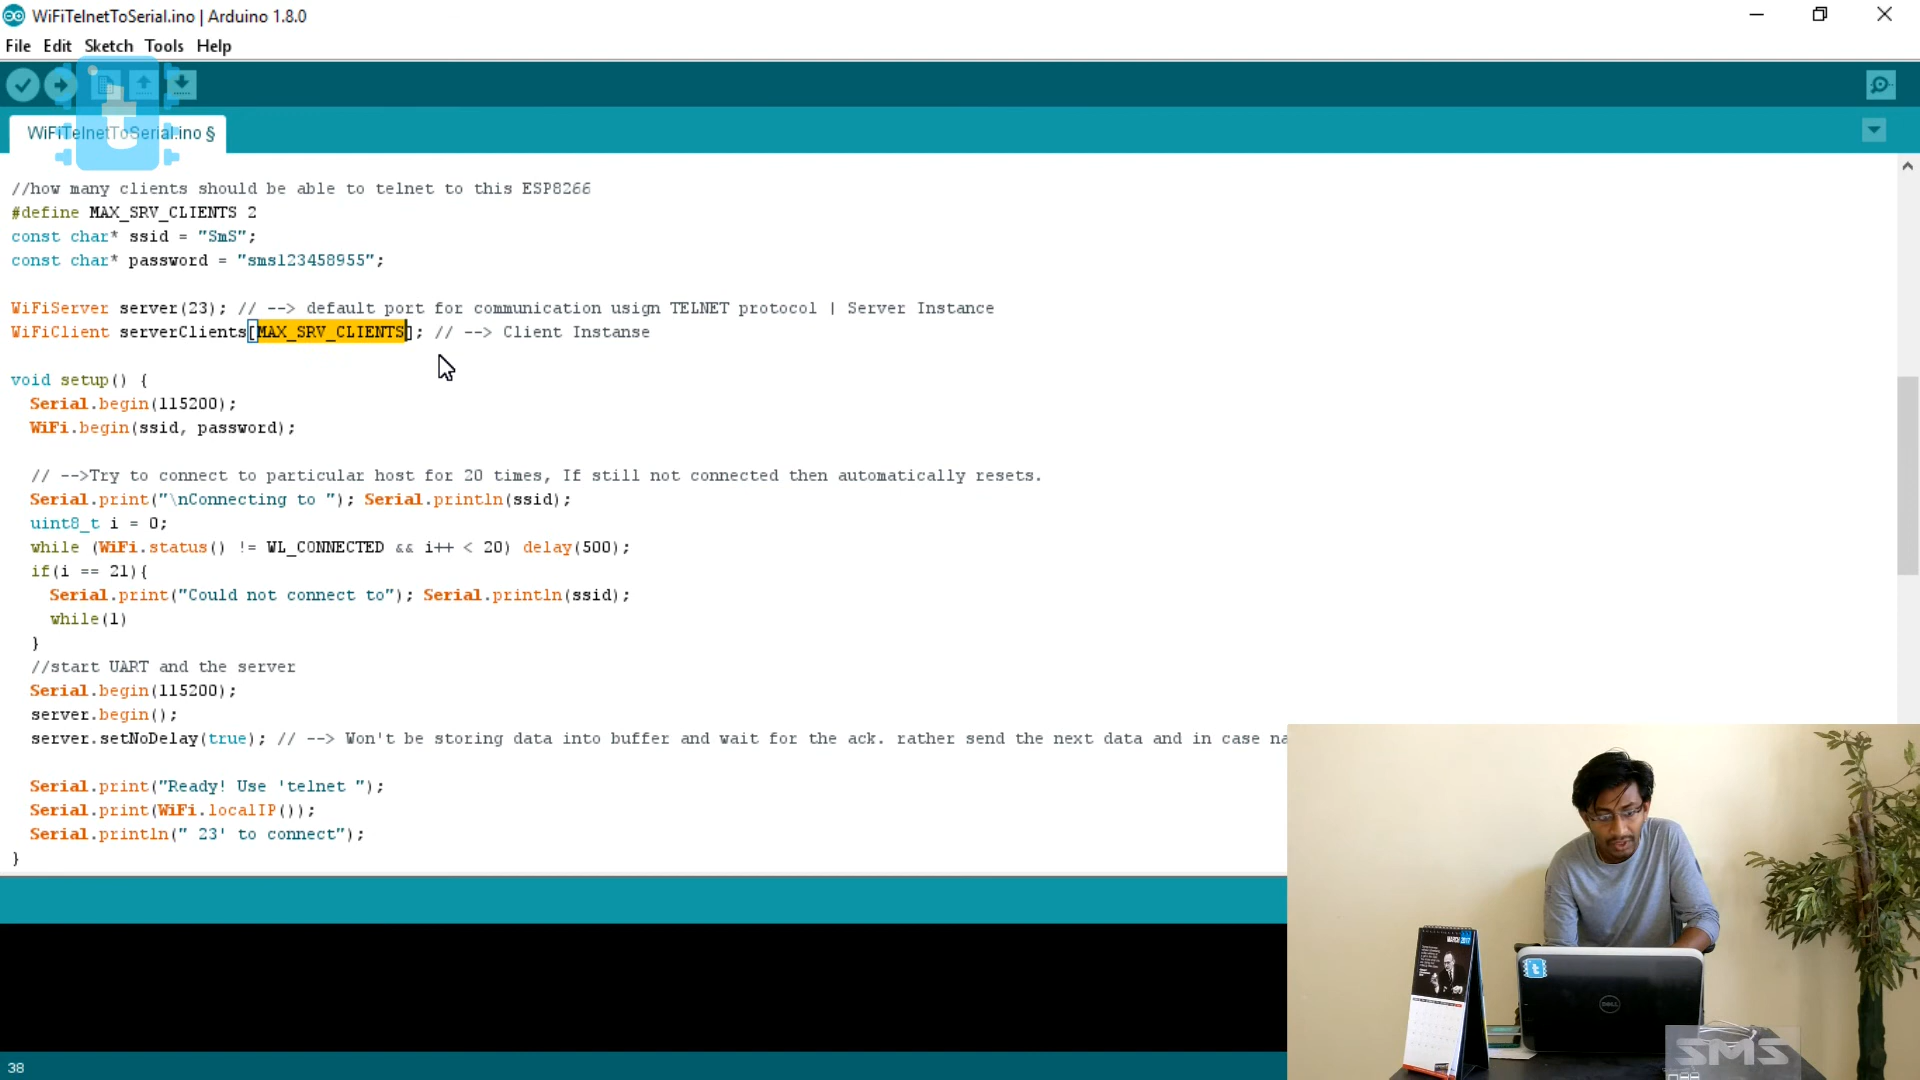 WiFiTelnetToSerial.ino | Arduino 1.8.0
File Edit Sketch Tools Help
WiFiTelnetToSerial.ino §
//how many clients should be able to telnet to this ESP8266
#define MAX_SRV_CLIENTS 2
const char* ssid = "SmS";
const char* password = "sms123458955";
WiFiServer server(23); // --> default port for communication usign TELNET protocol | Server Instance
WiFiClient serverClients[MAX_SRV_CLIENTS]; // --> Client Instanse
void setup() {
Serial.begin(115200);
WiFi.begin(ssid, password);
// -->Try to connect to particular host for 20 times, If still not connected then automatically resets.
Serial.print("\nConnecting to "); Serial.println(ssid);
uint8_t i = 0;
while (WiFi.status() != WL_CONNECTED && i++ < 20) delay(500);
if(i == 21){
Serial.print("Could not connect to"); Serial.println(ssid);
while(1)
}
//start UART and the server
Serial.begin(115200);
server.begin();
server.setNoDelay(true); // --> Won't be storing data into buffer and wait for the ack. rather send the next data and in case na
Serial.print("Ready! Use 'telnet ");
Serial.print(WiFi.localIP());
Serial.println(" 23' to connect");
}
38
MARCH 2017
DELL
SMS